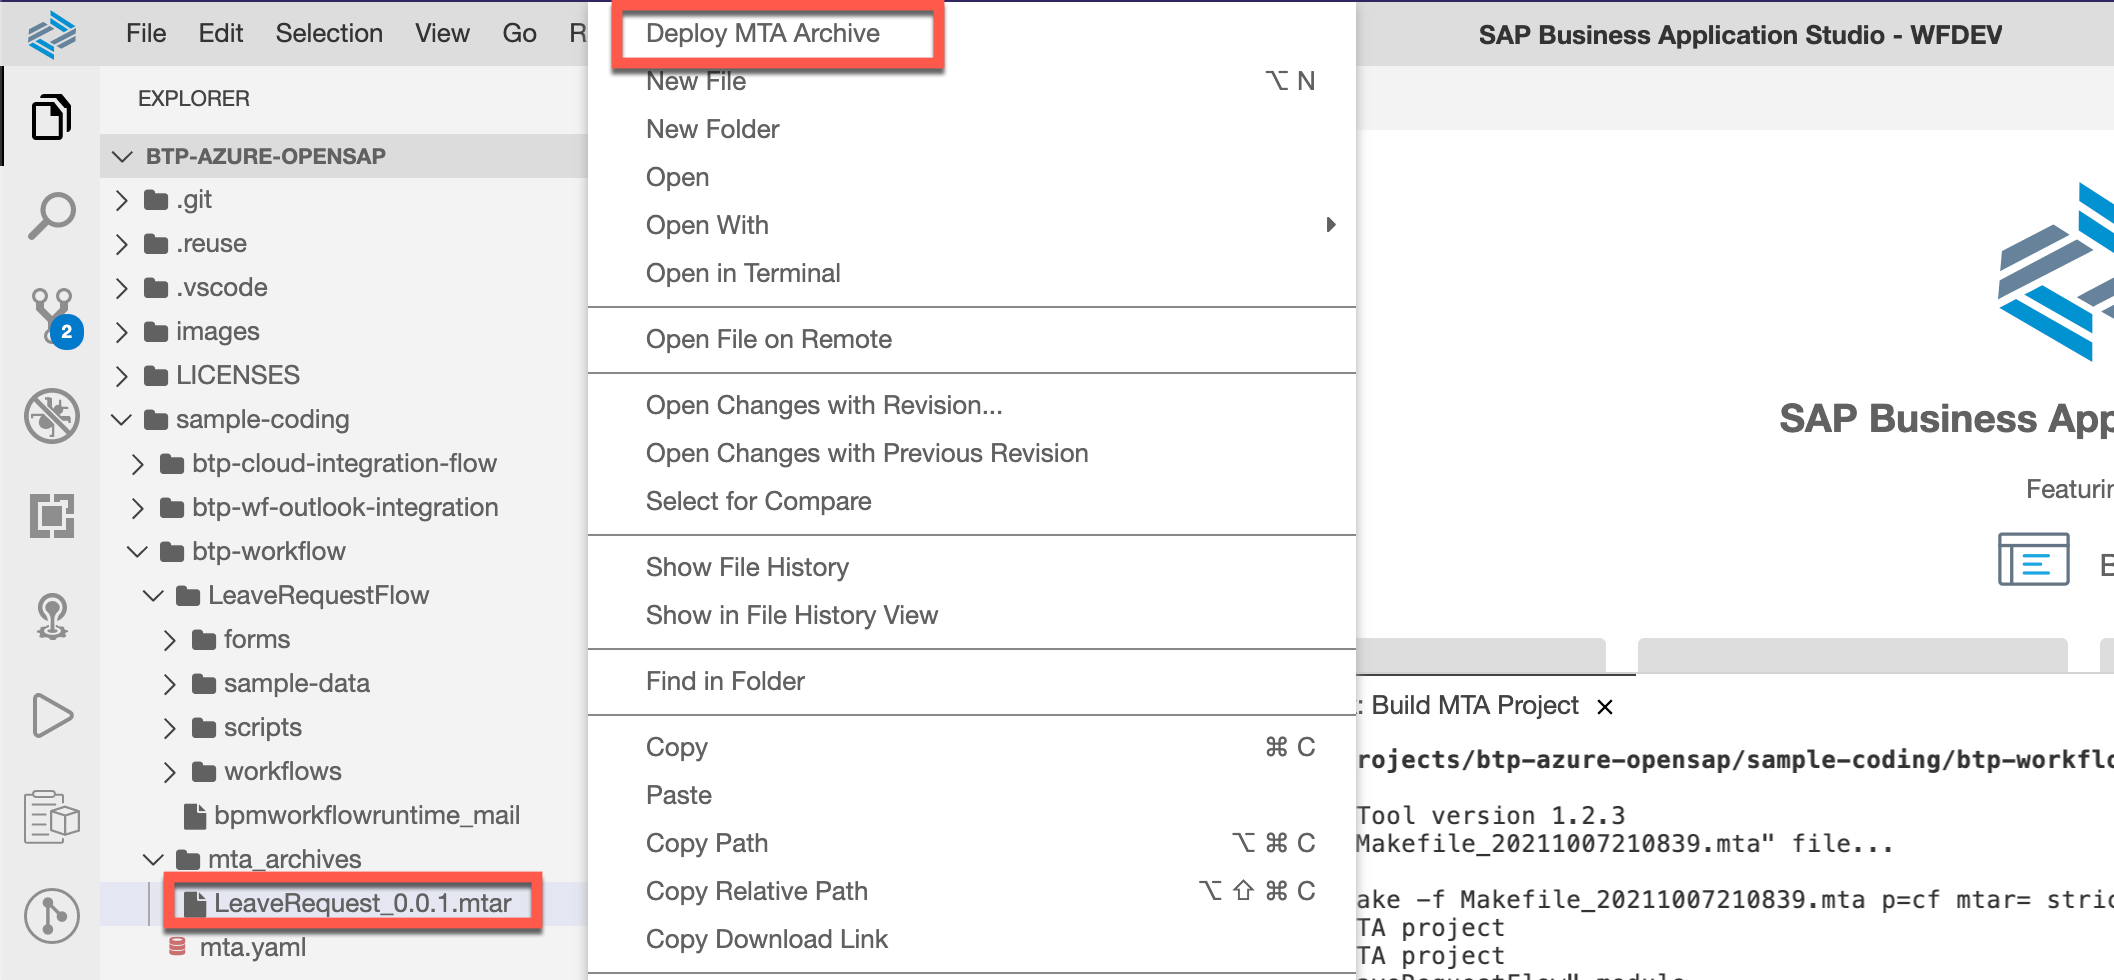 File Edit Selection View Go R
SAP Business Application Studio - WFDEV
EXPLORER
BTP-AZURE-OPENSAP
.git
.reuse
.vscode
2
images
LICENSES
sample-coding
btp-cloud-integration-flow
btp-wf-outlook-integration
btp-workflow
LeaveRequestFlow
forms
sample-data
scripts
workflows
bpmworkflowruntime_mail
mta_archives
LeaveRequest_0.0.1.mtar
mta.yaml
Deploy MTA Archive
New File ⌥ N
New Folder
Open
Open With
Open in Terminal
Open File on Remote
Open Changes with Revision...
Open Changes with Previous Revision
Select for Compare
Show File History
Show in File History View
Find in Folder
Copy ⌘ C
Paste
Copy Path ⌥ ⌘ C
Copy Relative Path ⌥ ⇧ ⌘ C
Copy Download Link
SAP Business App
Featurin
B
: Build MTA Project ×
rojects/btp-azure-opensap/sample-coding/btp-workflo
Tool version 1.2.3
Makefile_20211007210839.mta" file...
ake -f Makefile_20211007210839.mta p=cf mtar= stric
TA project
TA project
aveRequestFlow" module